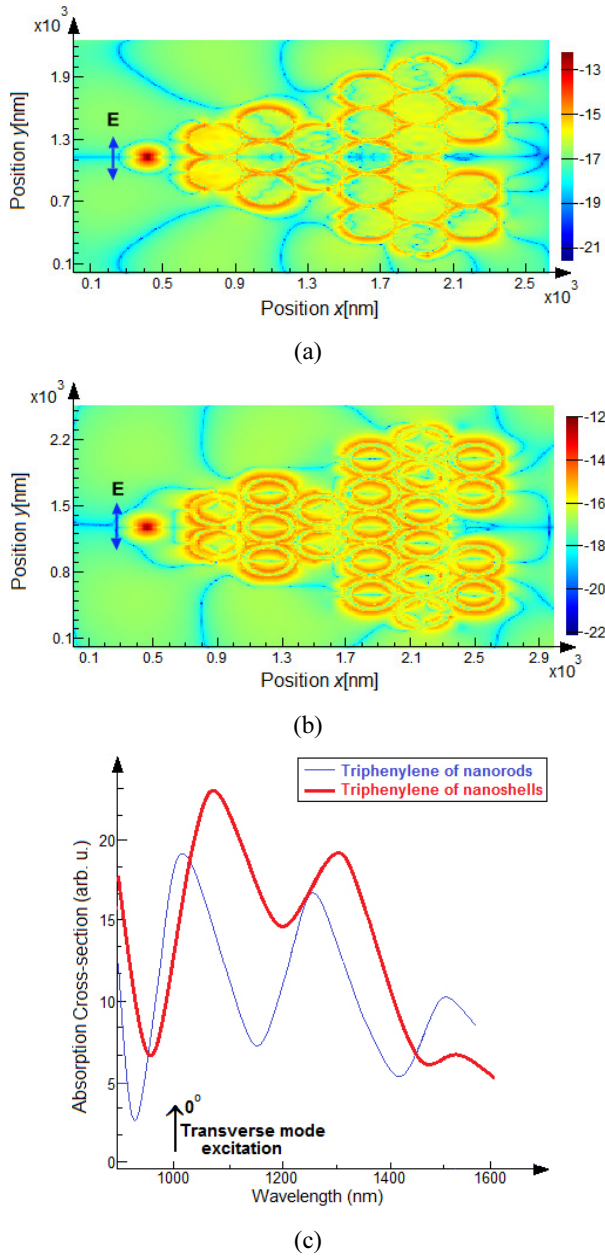 ×10³
1.9
1.3
0.7
0.1
Position y[nm]
E
0.1 0.5 0.9 1.3 1.7 2.1 2.5
×10³
Position x[nm]
-13
-15
-17
-19
-21
(a)
×10³
2.2
1.5
0.8
0.1
Position y[nm]
E
0.1 0.5 0.9 1.3 1.7 2.1 2.5 2.9
×10³
Position x[nm]
-12
-14
-16
-18
-20
-22
(b)
Triphenylene of nanorods
Triphenylene of nanoshells
20
15
10
5
0
Absorption Cross-section (arb. u.)
0°
Transverse mode
excitation
1000 1200 1400 1600
Wavelength (nm)
(c)